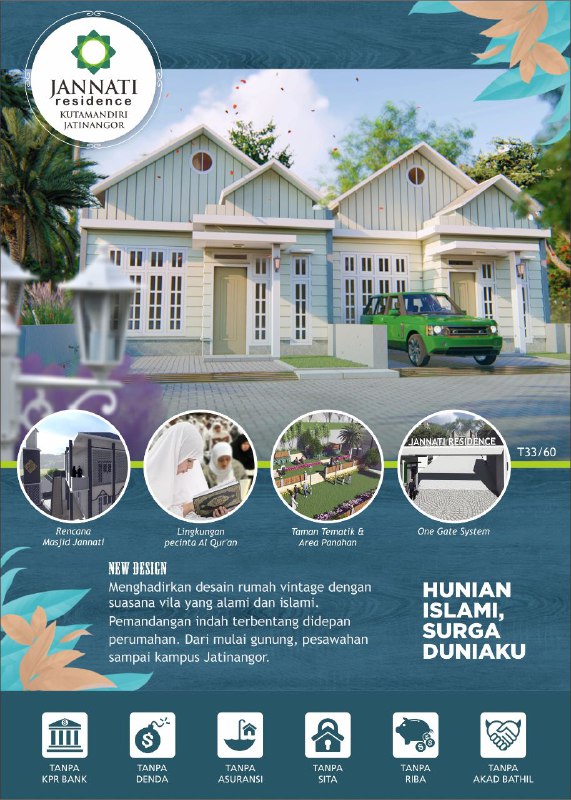 JANNATI
residence
KUTAMANDIRI
JATINANGOR
JANNATI RESIDENCE
T33/60
Rencana
Masjid Jannati
Lingkungan
pecinta Al Qur'an
Taman Tematik &
Area Panahan
One Gate System
NEW DESIGN
Menghadirkan desain rumah vintage dengan
suasana vila yang alami dan islami.
Pemandangan indah terbentang didepan
perumahan. Dari mulai gunung, pesawahan
sampai kampus Jatinangor.
HUNIAN
ISLAMI,
SURGA
DUNIAKU
TANPA
KPR BANK
TANPA
DENDA
TANPA
ASURANSI
TANPA
SITA
TANPA
RIBA
TANPA
AKAD BATHIL